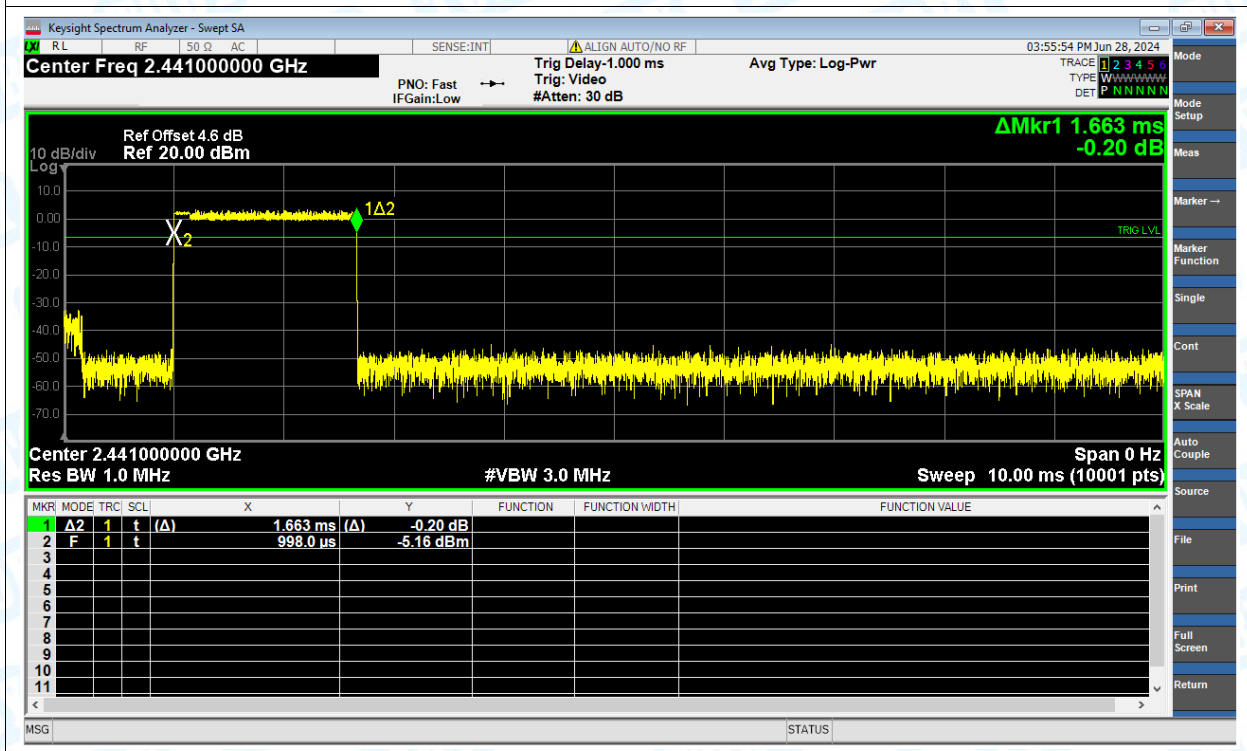 Keysight Spectrum Analyzer - Swept SA
LXI RL RF 50 Ω AC SENSE:INT ALIGN AUTO/NO RF 03:55:54 PM Jun 28, 2024
Center Freq 2.441000000 GHz
PNO: Fast
IFGain:Low
Trig Delay-1.000 ms
Trig: Video
#Atten: 30 dB
Avg Type: Log-Pwr
TRACE 1 2 3 4 5 6
TYPE WWWWWW
DET P N N N N N
ΔMkr1 1.663 ms
-0.20 dB
Ref Offset 4.6 dB
10 dB/div Ref 20.00 dBm
Log
10.0
0.00
-10.0
-20.0
-30.0
-40.0
-50.0
-60.0
-70.0
1Δ2
2
TRIG LVL
Center 2.441000000 GHz Span 0 Hz
Res BW 1.0 MHz #VBW 3.0 MHz Sweep 10.00 ms (10001 pts)
MKR MODE TRC SCL X Y FUNCTION FUNCTION WIDTH FUNCTION VALUE
1 Δ2 1 t (Δ) 1.663 ms (Δ) -0.20 dB
2 F 1 t 998.0 µs -5.16 dBm
3
4
5
6
7
8
9
10
11
MSG STATUS
Mode
Mode
Setup
Meas
Marker →
Marker
Function
Single
Cont
SPAN
X Scale
Auto
Couple
Source
File
Print
Full
Screen
Return